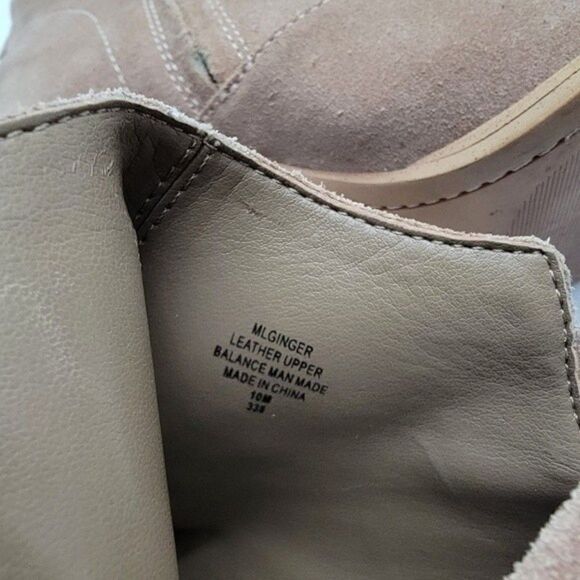 MLGINGER
LEATHER UPPER
BALANCE MAN MADE
MADE IN CHINA
10M
338